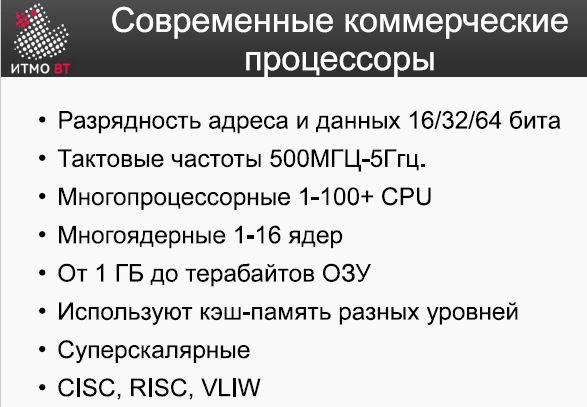 Современные коммерческие
процессоры
ИТМО ВТ
• Разрядность адреса и данных 16/32/64 бита
• Тактовые частоты 500МГЦ-5Ггц.
• Многопроцессорные 1-100+ CPU
• Многоядерные 1-16 ядер
• От 1 ГБ до терабайтов ОЗУ
• Используют кэш-память разных уровней
• Суперскалярные
• CISC, RISC, VLIW